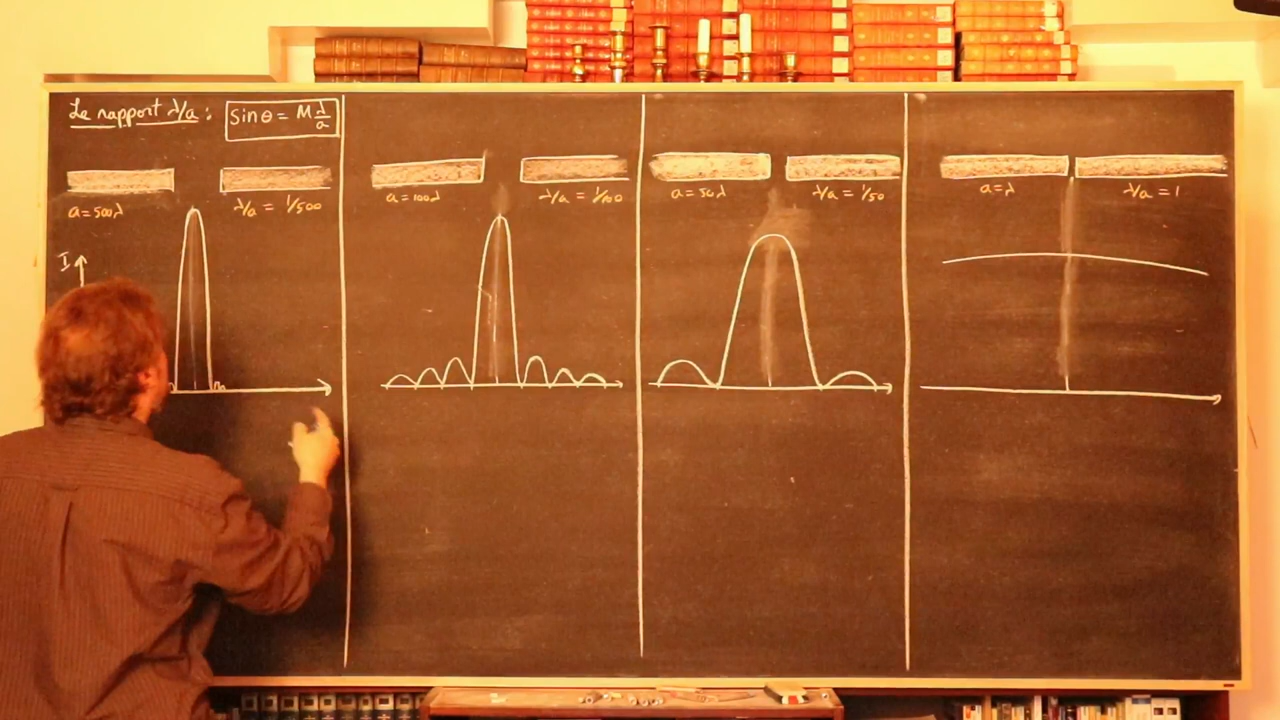 Le rapport λ/a : Sin θ = M λ/a
a = 500λ λ/a = 1/500
I
a = 100λ λ/a = 1/100
a = 50λ λ/a = 1/50
a = λ λ/a = 1